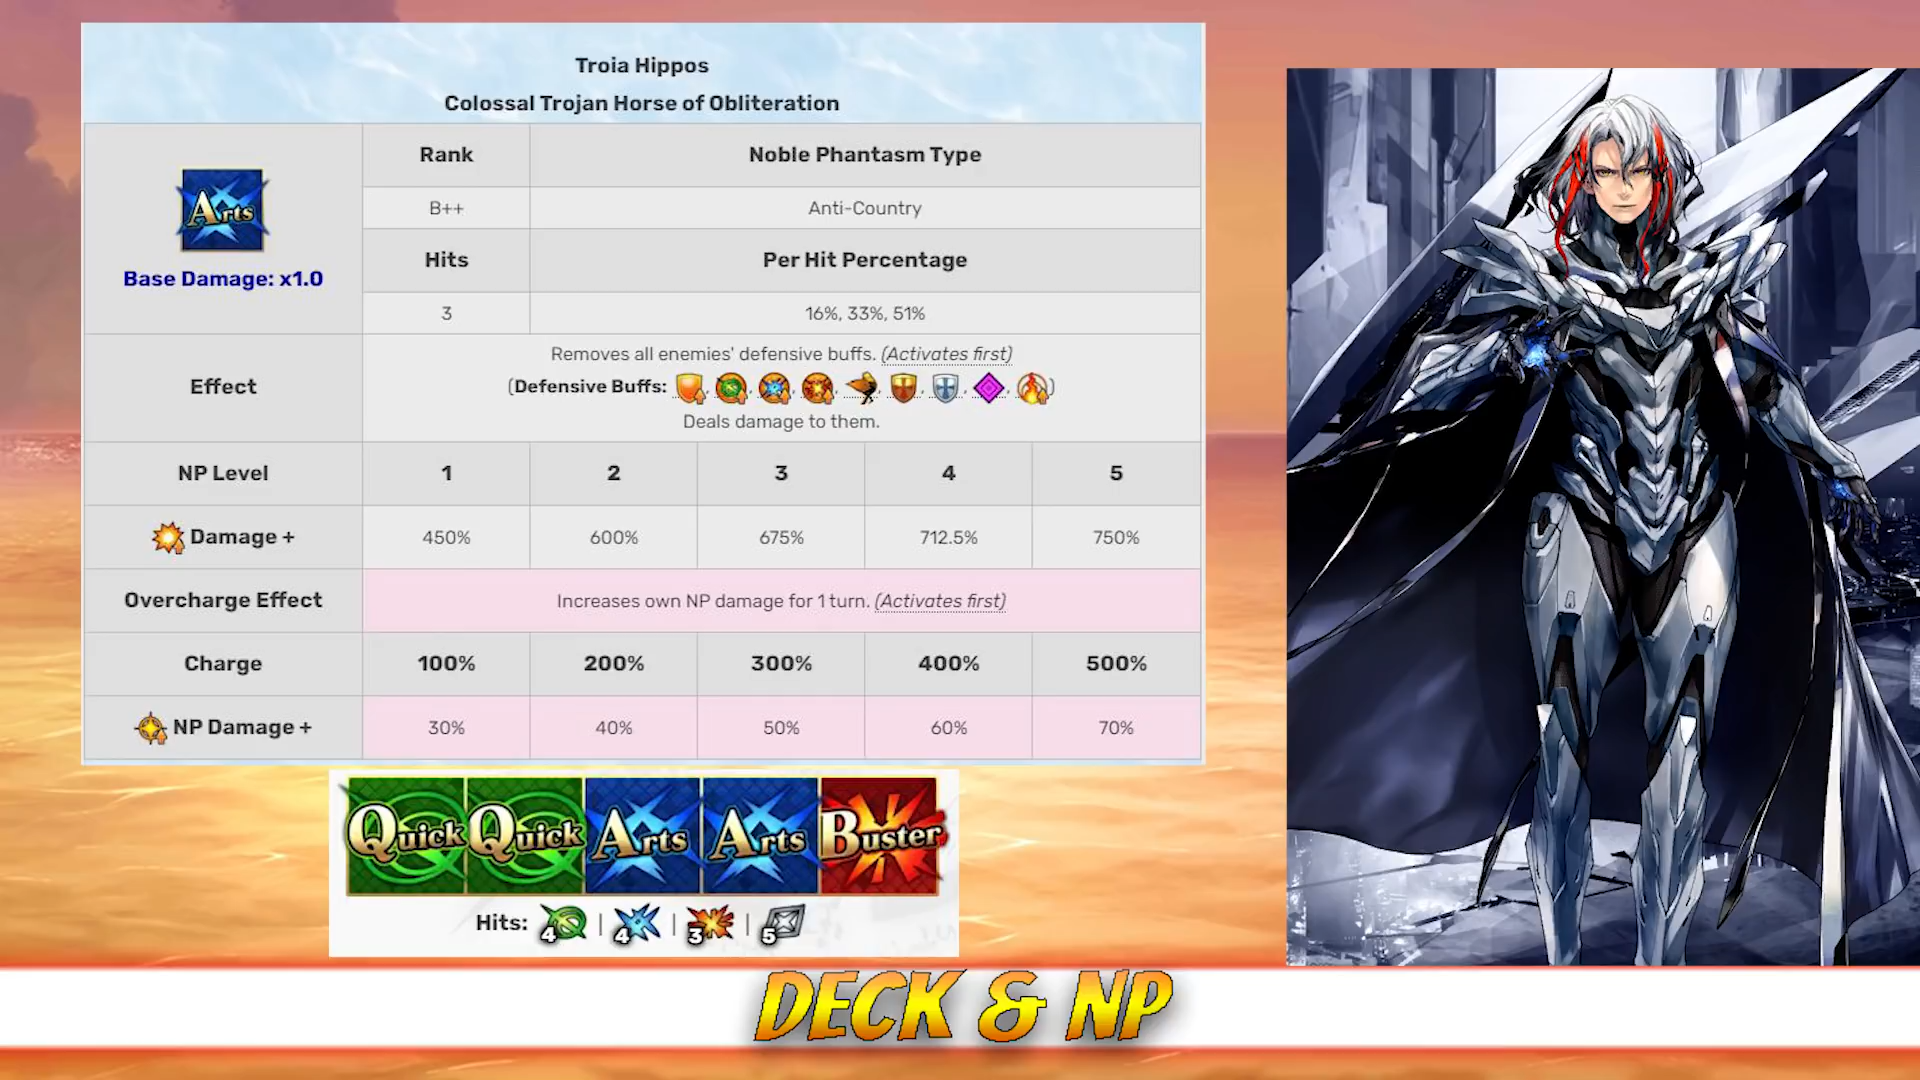 Troia Hippos
Colossal Trojan Horse of Obliteration
Arts
Base Damage: x1.0
Rank
Noble Phantasm Type
B++
Anti-Country
Hits
Per Hit Percentage
3
16%, 33%, 51%
Effect
Removes all enemies' defensive buffs. (Activates first)
(Defensive Buffs: , , , , , , , , )
Deals damage to them.
NP Level
1 2 3 4 5
Damage +
450% 600% 675% 712.5% 750%
Overcharge Effect
Increases own NP damage for 1 turn. (Activates first)
Charge
100% 200% 300% 400% 500%
NP Damage +
30% 40% 50% 60% 70%
Quick Quick Arts Arts Buster
Hits: 4 | 4 | 3 | 5
DECK & NP